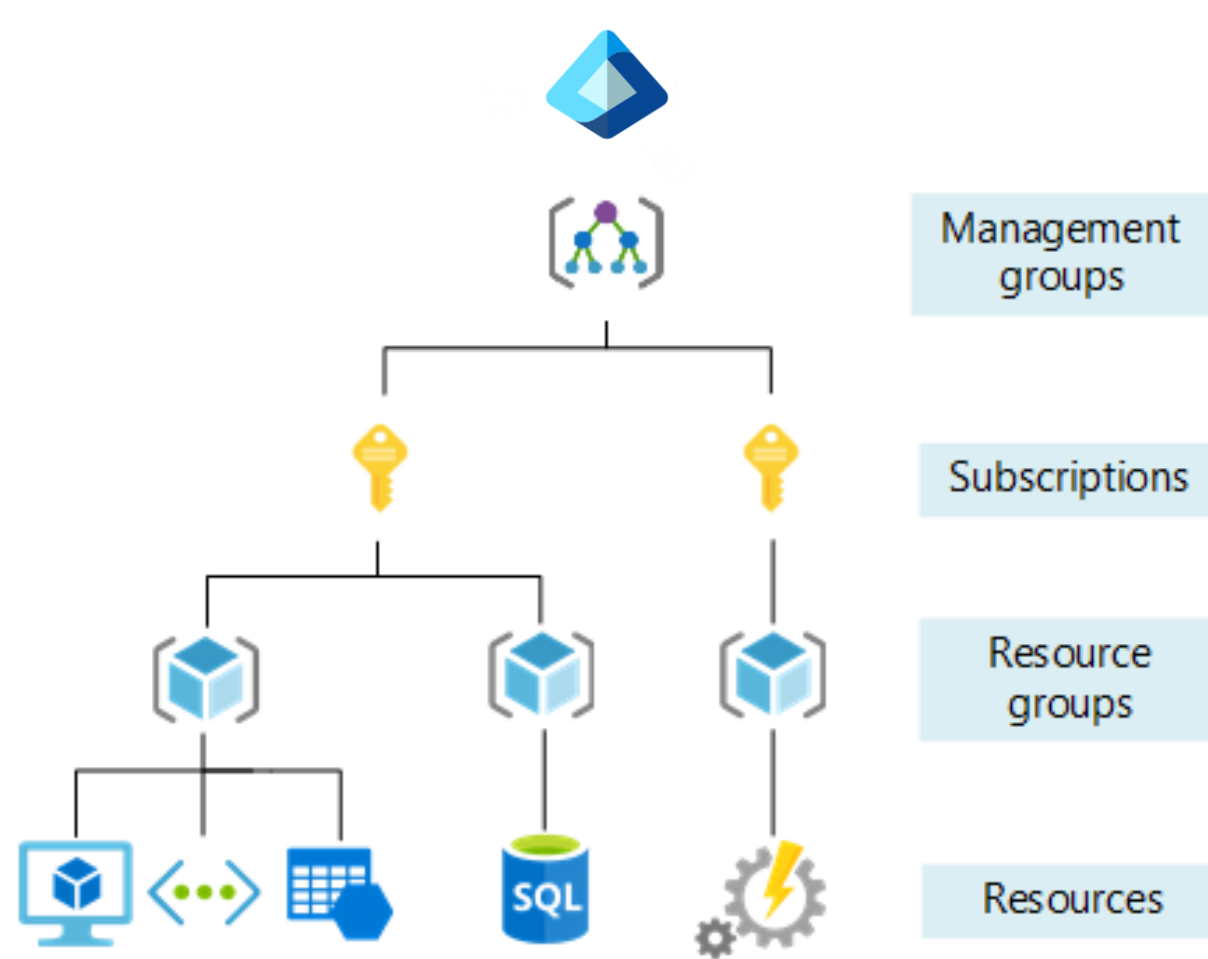 Management
groups
Subscriptions
Resource
groups
SQL
Resources